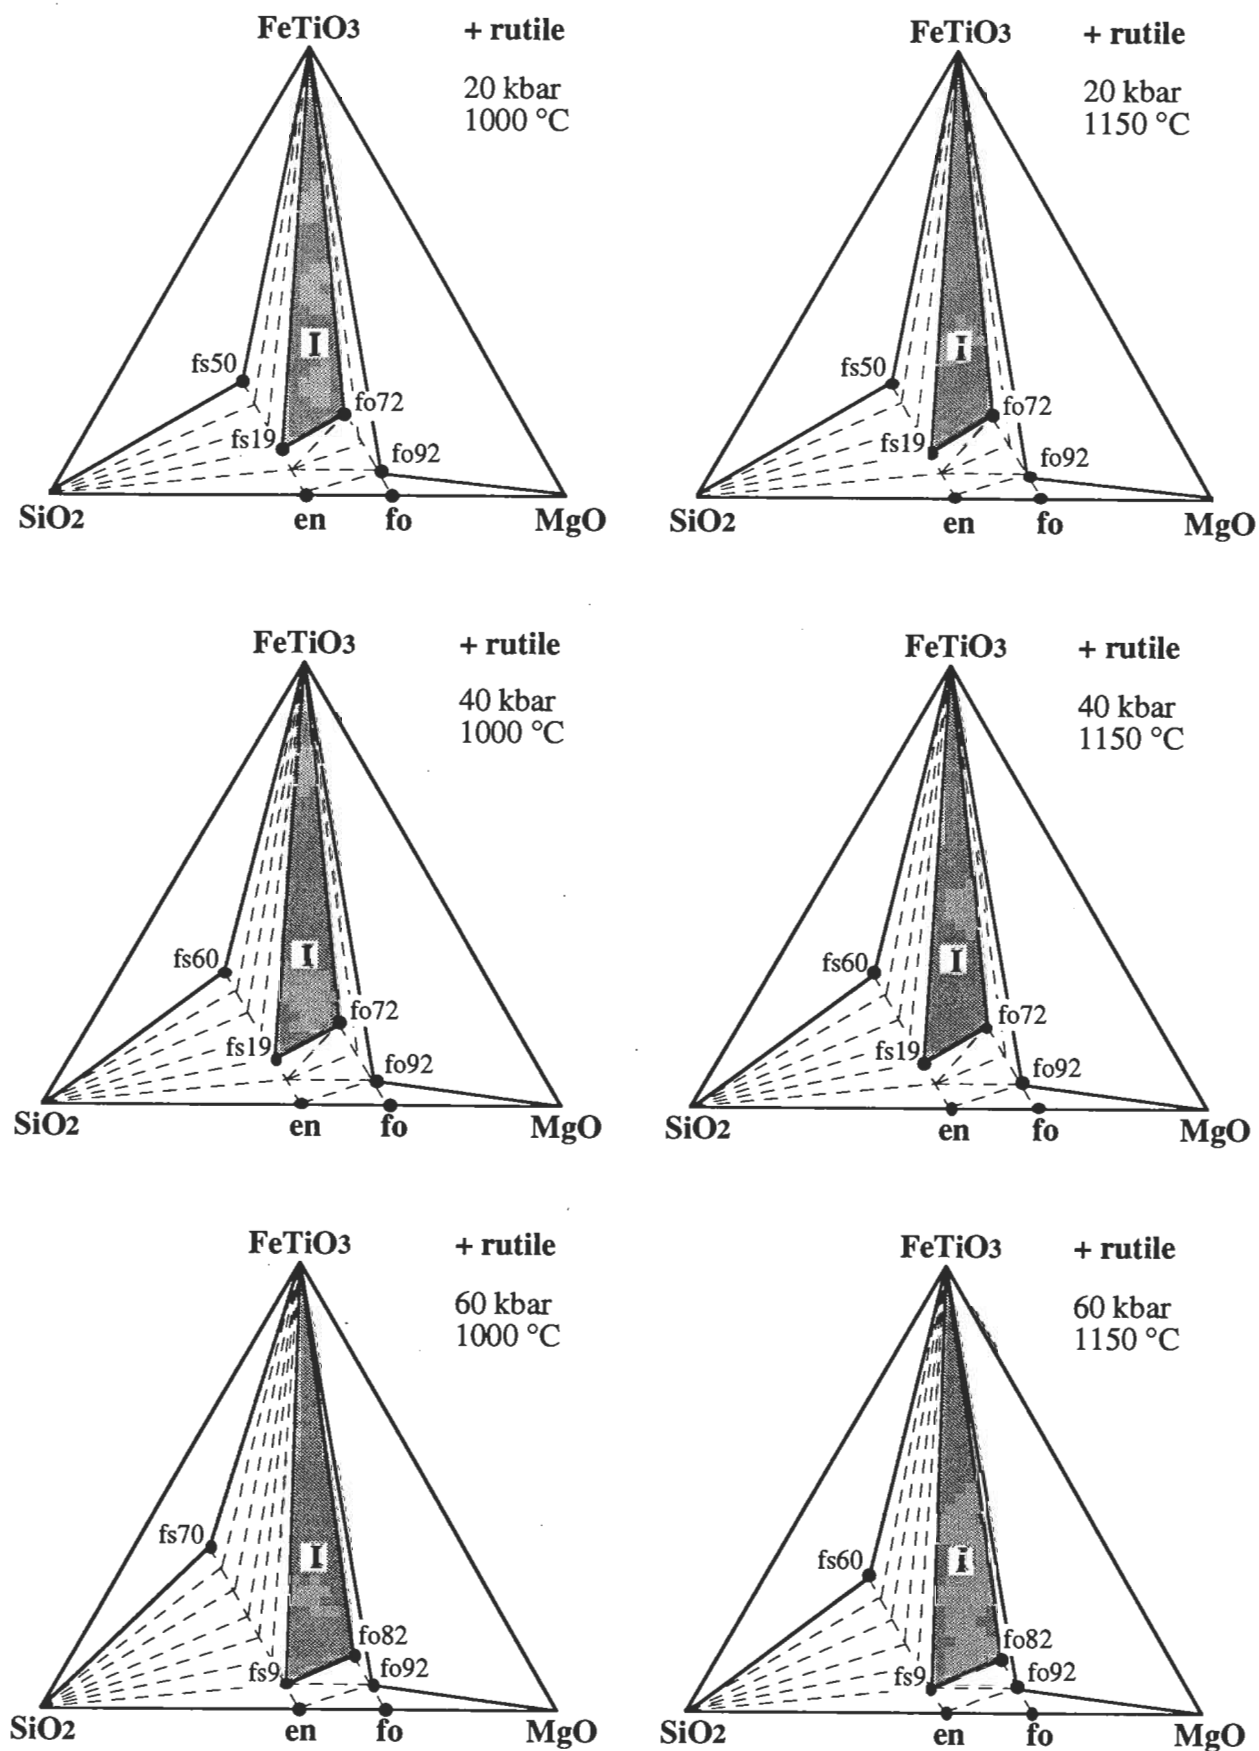 FeTiO3 + rutile
20 kbar
1000 °C
fs50
I
fo72
fs19
fo92
SiO2 en fo MgO
FeTiO3 + rutile
20 kbar
1150 °C
fs50
I
fo72
fs19
fo92
SiO2 en fo MgO
FeTiO3 + rutile
40 kbar
1000 °C
fs60
I
fo72
fs19
fo92
SiO2 en fo MgO
FeTiO3 + rutile
40 kbar
1150 °C
fs60
I
fo72
fs19
fo92
SiO2 en fo MgO
FeTiO3 + rutile
60 kbar
1000 °C
fs70
I
fo82
fs9
fo92
SiO2 en fo MgO
FeTiO3 + rutile
60 kbar
1150 °C
fs60
I
fo82
fs9
fo92
SiO2 en fo MgO